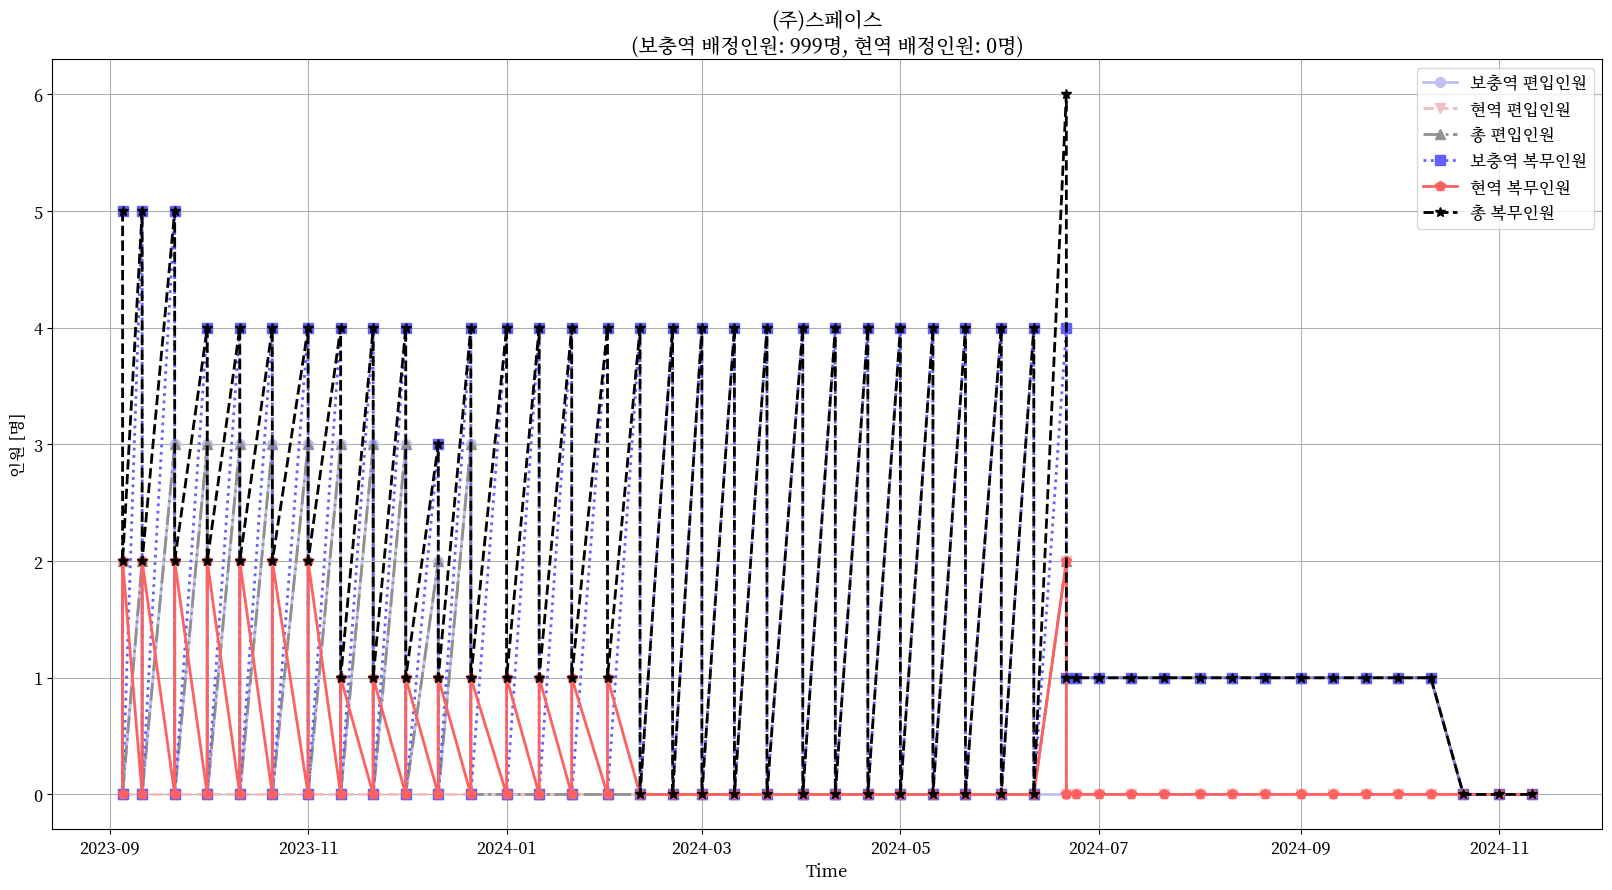 (주)스페이스
(보충역 배정인원: 999명, 현역 배정인원: 0명)
보충역 편입인원
현역 편입인원
총 편입인원
보충역 복무인원
현역 복무인원
총 복무인원
인원 [명]
6
5
4
3
2
1
0
2023-09
2023-11
2024-01
2024-03
2024-05
2024-07
2024-09
2024-11
Time